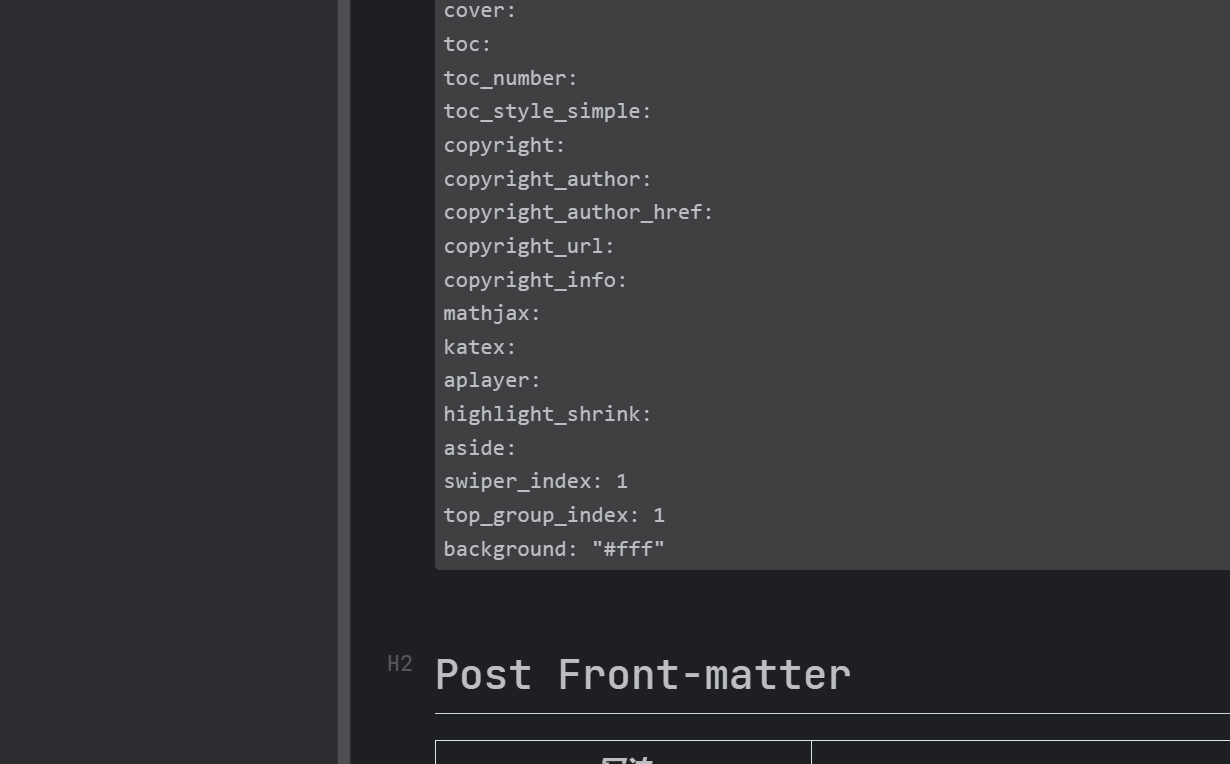 cover:
toc:
toc_number:
toc_style_simple:
copyright:
copyright_author:
copyright_author_href:
copyright_url:
copyright_info:
mathjax:
katex:
aplayer:
highlight_shrink:
aside:
swiper_index: 1
top_group_index: 1
background: "#fff"
H2
Post Front-matter